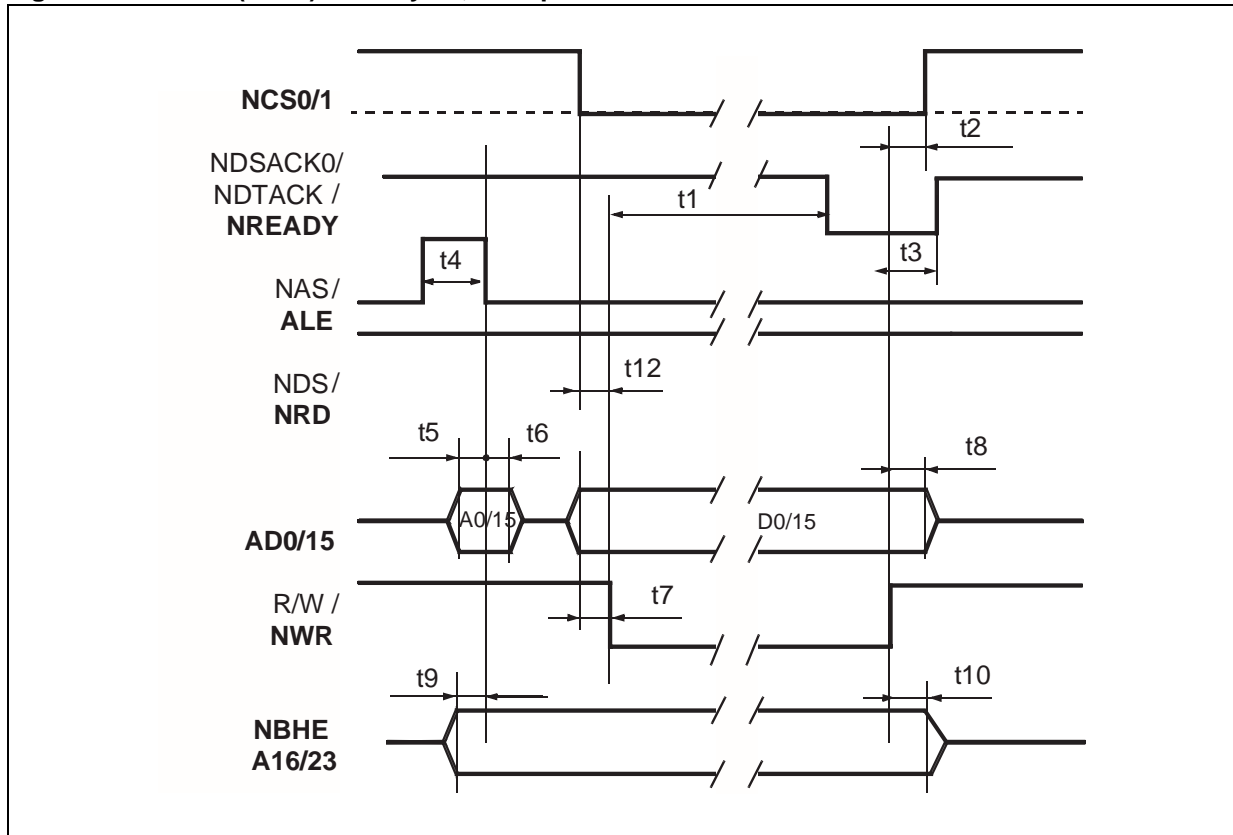 NCS0/1
t2
NDSACK0/
NDTACK /
NREADY
t1
t3
t4
NAS/
ALE
t12
NDS/
NRD
t5
t6
t8
A0/15
D0/15
AD0/15
R/W /
NWR
t7
t9
t10
NBHE
A16/23